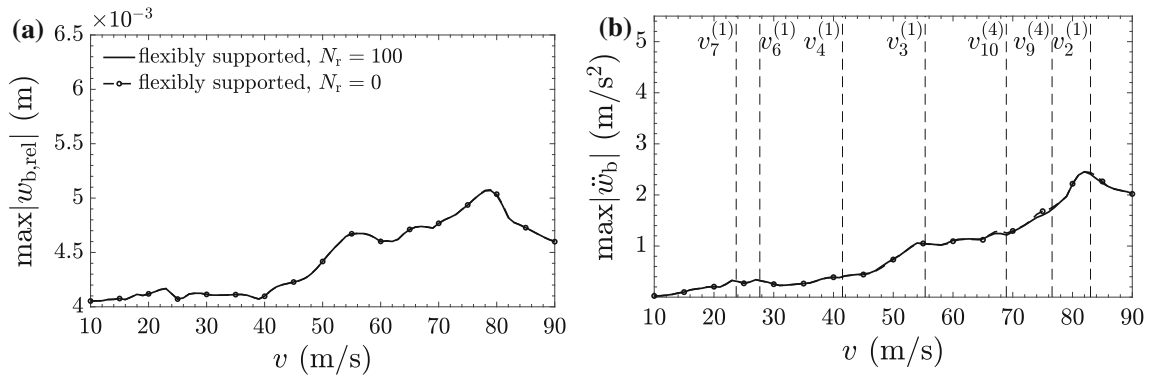 (a)
×10⁻³
6.5
6
5.5
5
4.5
4
max|w_b,rel| (m)
flexibly supported, N_r = 100
flexibly supported, N_r = 0
10 20 30 40 50 60 70 80 90
v (m/s)
(b)
5
4
3
2
1
max|ẅ_b| (m/s²)
v_7^(1) v_6^(1) v_4^(1) v_3^(1) v_10^(4) v_9^(4) v_2^(1)
10 20 30 40 50 60 70 80 90
v (m/s)